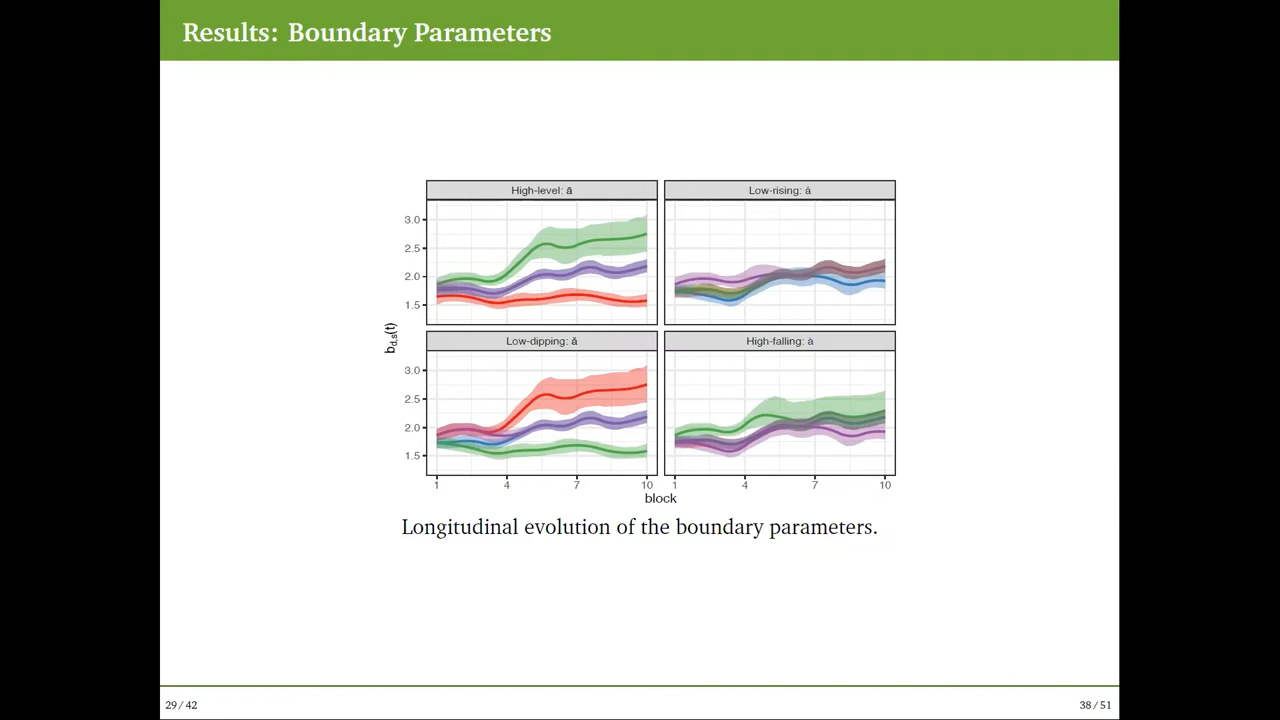 Results: Boundary Parameters
High-level: ā
Low-rising: á
3.0
2.5
2.0
1.5
b_d,s(t)
Low-dipping: ǎ
High-falling: à
3.0
2.5
2.0
1.5
1 4 7 10 1 4 7 10
block
Longitudinal evolution of the boundary parameters.
29 / 42
38 / 51